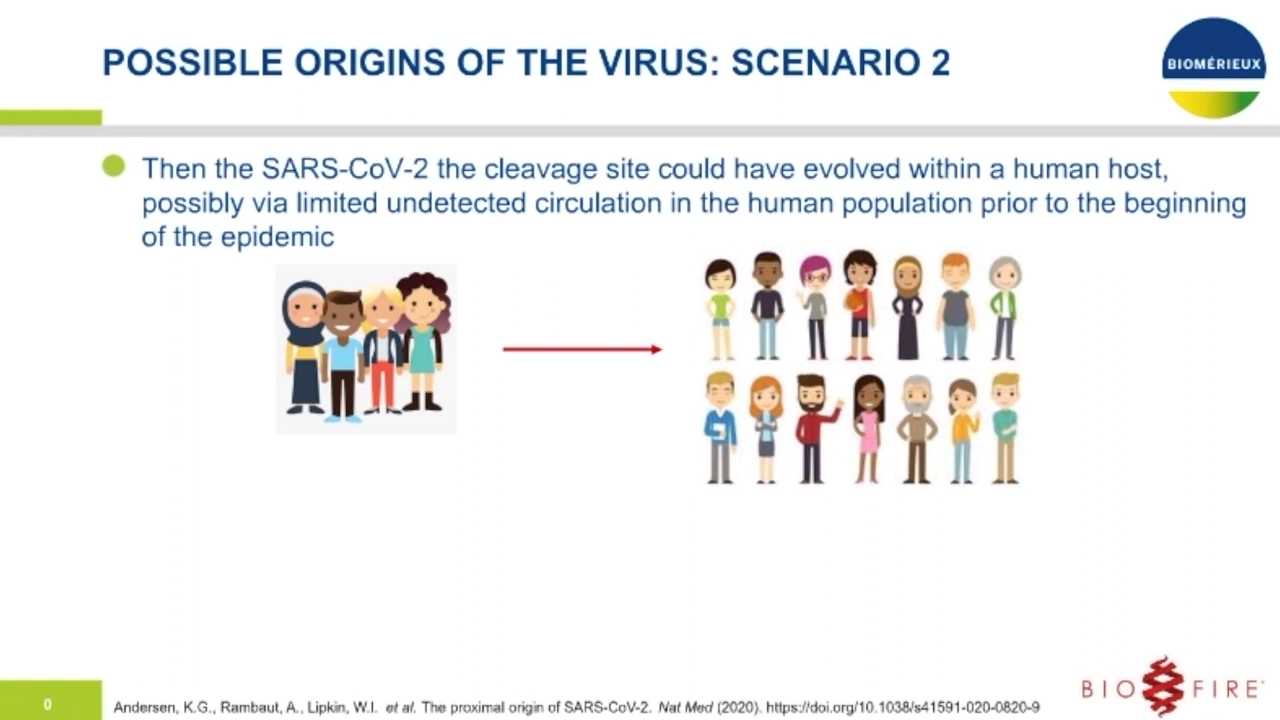 POSSIBLE ORIGINS OF THE VIRUS: SCENARIO 2
BIOMÉRIEUX
Then the SARS-CoV-2 the cleavage site could have evolved within a human host,
possibly via limited undetected circulation in the human population prior to the beginning
of the epidemic
BIO FIRE
0
Andersen, K.G., Rambaut, A., Lipkin, W.I. et al. The proximal origin of SARS-CoV-2. Nat Med (2020). https://doi.org/10.1038/s41591-020-0820-9